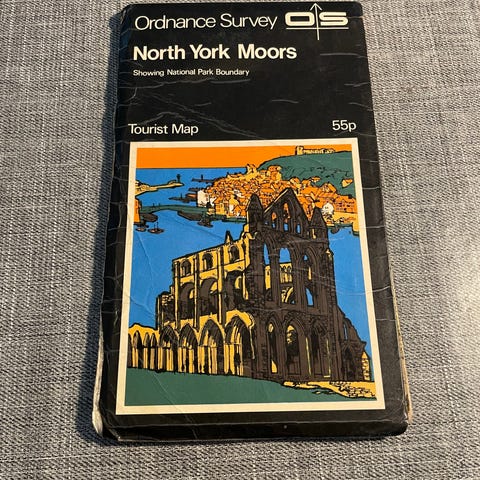 Ordnance Survey OS
North York Moors
Showing National Park Boundary
Tourist Map 55p